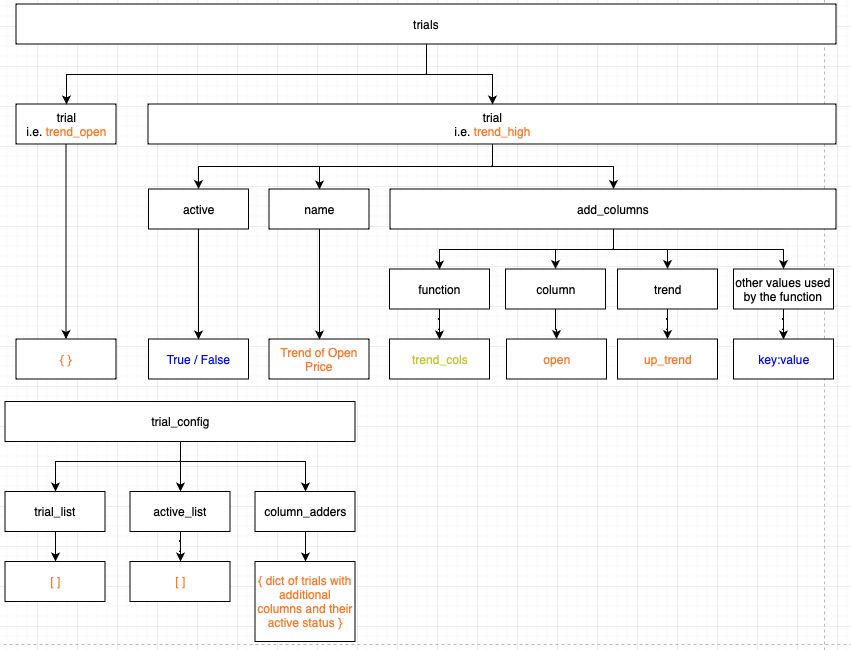 trials
trial
i.e. trend_open
trial
i.e. trend_high
active
name
add_columns
function
column
trend
other values used
by the function
{ }
True / False
Trend of Open
Price
trend_cols
open
up_trend
key:value
trial_config
trial_list
active_list
column_adders
[ ]
[ ]
{ dict of trials with
additional
columns and their
active status }